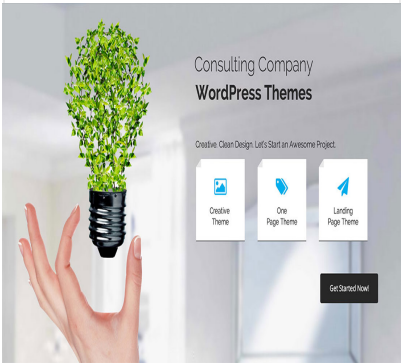 Consulting Company
WordPress Themes
Creative. Clean Design. Let's Start an Awesome Project.
Creative
Theme
One
Page Theme
Landing
Page Theme
Get Started Now!